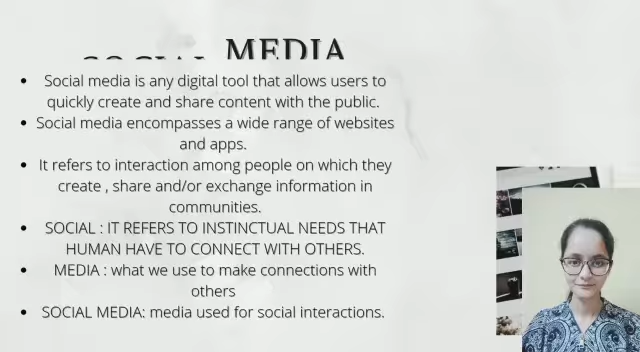 SOCIAL MEDIA
• Social media is any digital tool that allows users to
quickly create and share content with the public.
• Social media encompasses a wide range of websites
and apps.
• It refers to interaction among people on which they
create , share and/or exchange information in
communities.
• SOCIAL : IT REFERS TO INSTINCTUAL NEEDS THAT
HUMAN HAVE TO CONNECT WITH OTHERS.
• MEDIA : what we use to make connections with
others
• SOCIAL MEDIA: media used for social interactions.